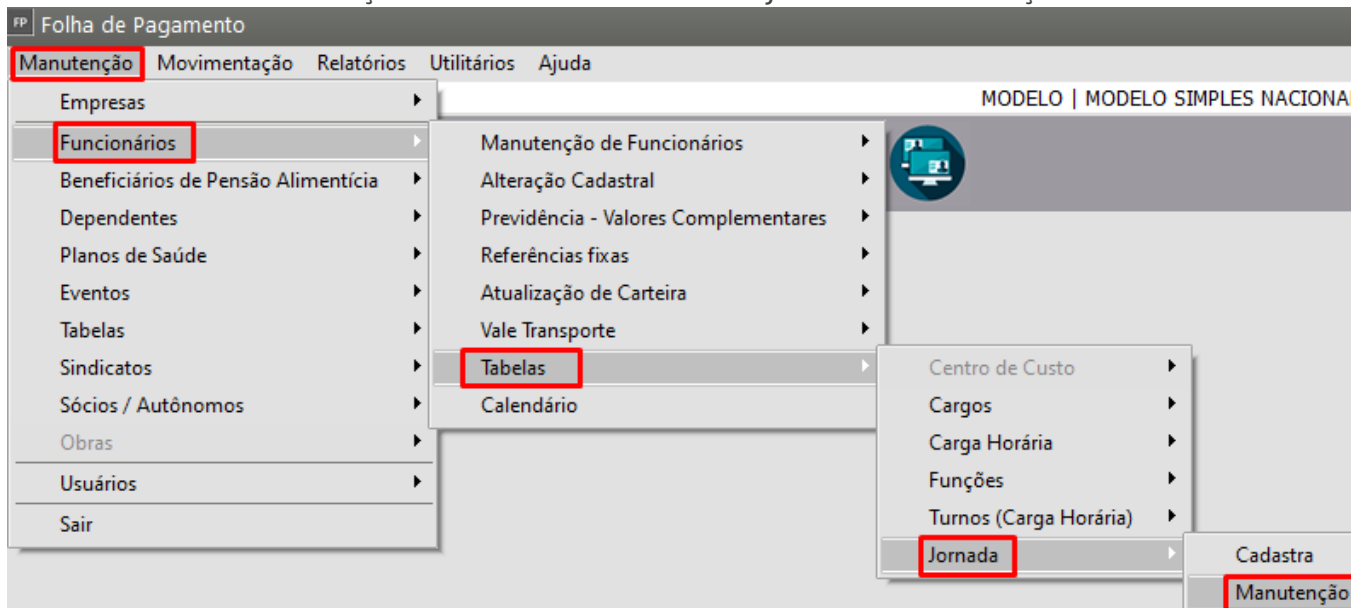 FP Folha de Pagamento
Manutenção Movimentação Relatórios Utilitários Ajuda
MODELO | MODELO SIMPLES NACIONA
Empresas
Funcionários
Beneficiários de Pensão Alimentícia
Dependentes
Planos de Saúde
Eventos
Tabelas
Sindicatos
Sócios / Autônomos
Obras
Usuários
Sair
Manutenção de Funcionários
Alteração Cadastral
Previdência - Valores Complementares
Referências fixas
Atualização de Carteira
Vale Transporte
Tabelas
Calendário
Centro de Custo
Cargos
Carga Horária
Funções
Turnos (Carga Horária)
Jornada
Cadastra
Manutenção